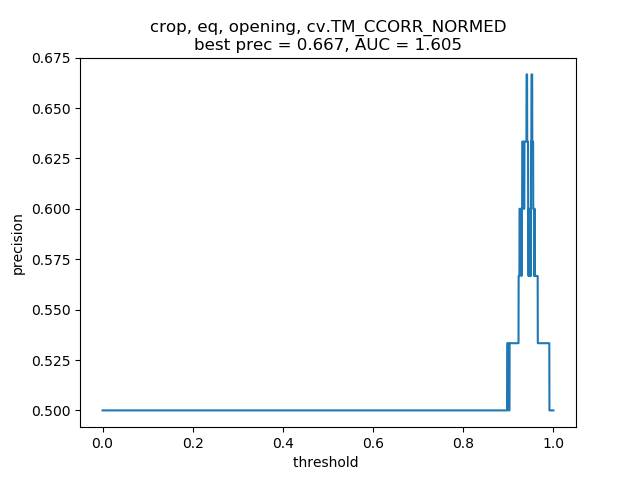 crop, eq, opening, cv.TM_CCORR_NORMED
best prec = 0.667, AUC = 1.605
0.675
0.650
0.625
0.600
0.575
0.550
0.525
0.500
precision
0.0 0.2 0.4 0.6 0.8 1.0
threshold